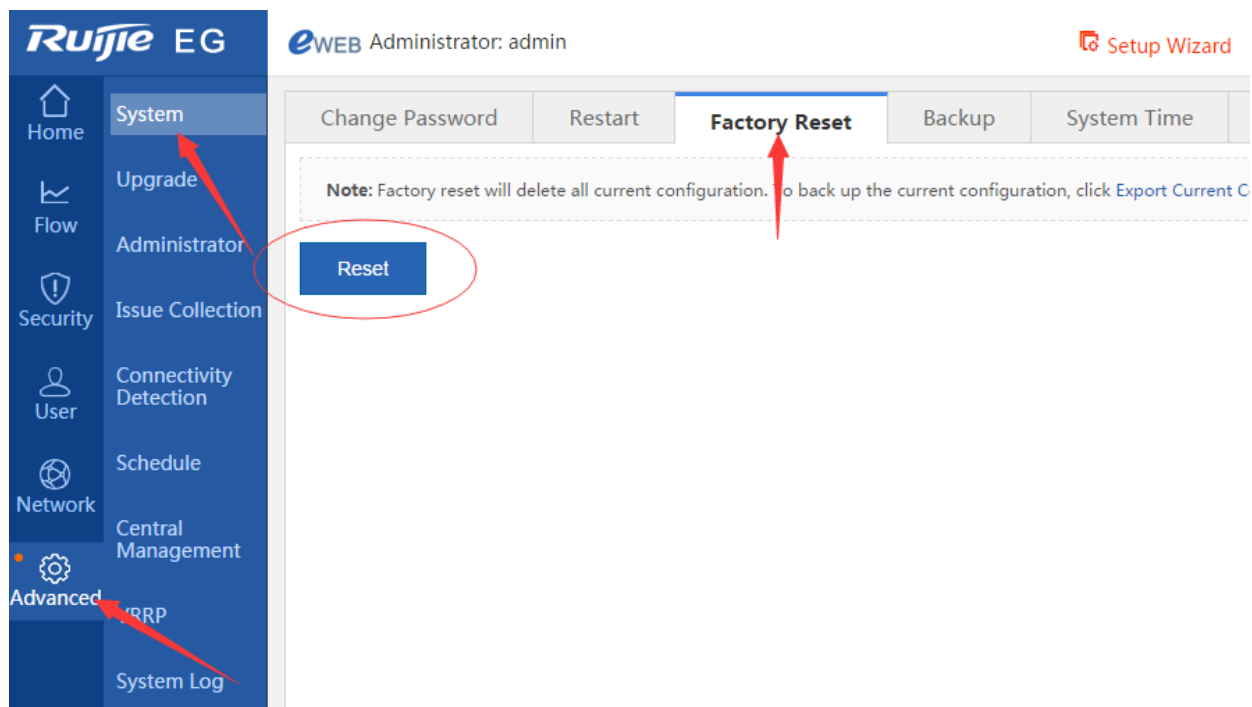 Ruijie EG
eWEB Administrator: admin
Setup Wizard
Home
Flow
Security
User
Network
Advanced
System
Upgrade
Administrator
Issue Collection
Connectivity
Detection
Schedule
Central
Management
VRRP
System Log
Change Password
Restart
Factory Reset
Backup
System Time
Note: Factory reset will delete all current configuration. To back up the current configuration, click Export Current
Reset